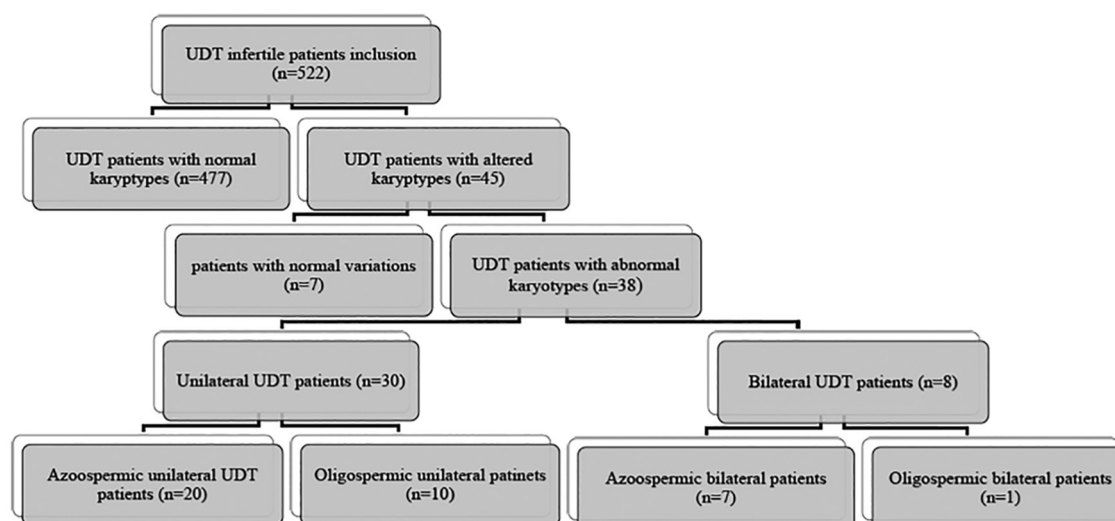 UDT infertile patients inclusion
(n=522)
UDT patients with normal
karyptypes (n=477)
UDT patients with altered
karyptypes (n=45)
patients with normal variations
(n=7)
UDT patients with abnormal
karyotypes (n=38)
Unilateral UDT patients (n=30)
Bilateral UDT patients (n=8)
Azoospermic unilateral UDT
patients (n=20)
Oligospermic unilateral patinets
(n=10)
Azoospermic bilateral patients
(n=7)
Oligospermic bilateral patients
(n=1)